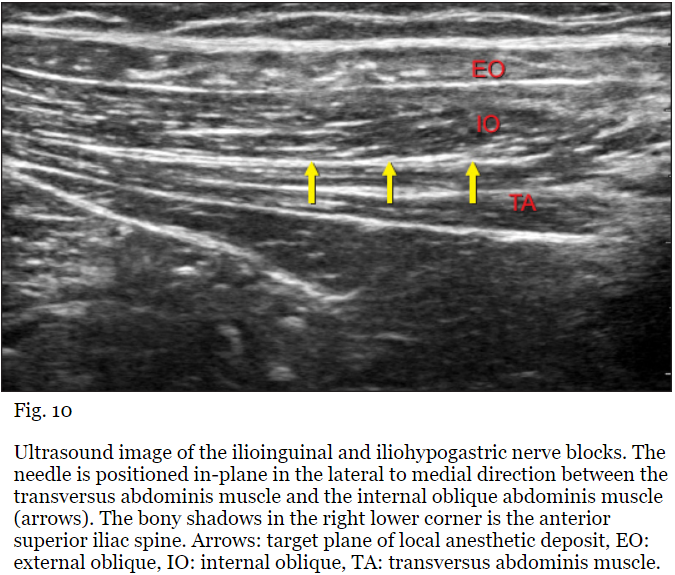 EO
IO
TA
Fig. 10
Ultrasound image of the ilioinguinal and iliohypogastric nerve blocks. The
needle is positioned in-plane in the lateral to medial direction between the
transversus abdominis muscle and the internal oblique abdominis muscle
(arrows). The bony shadows in the right lower corner is the anterior
superior iliac spine. Arrows: target plane of local anesthetic deposit, EO:
external oblique, IO: internal oblique, TA: transversus abdominis muscle.